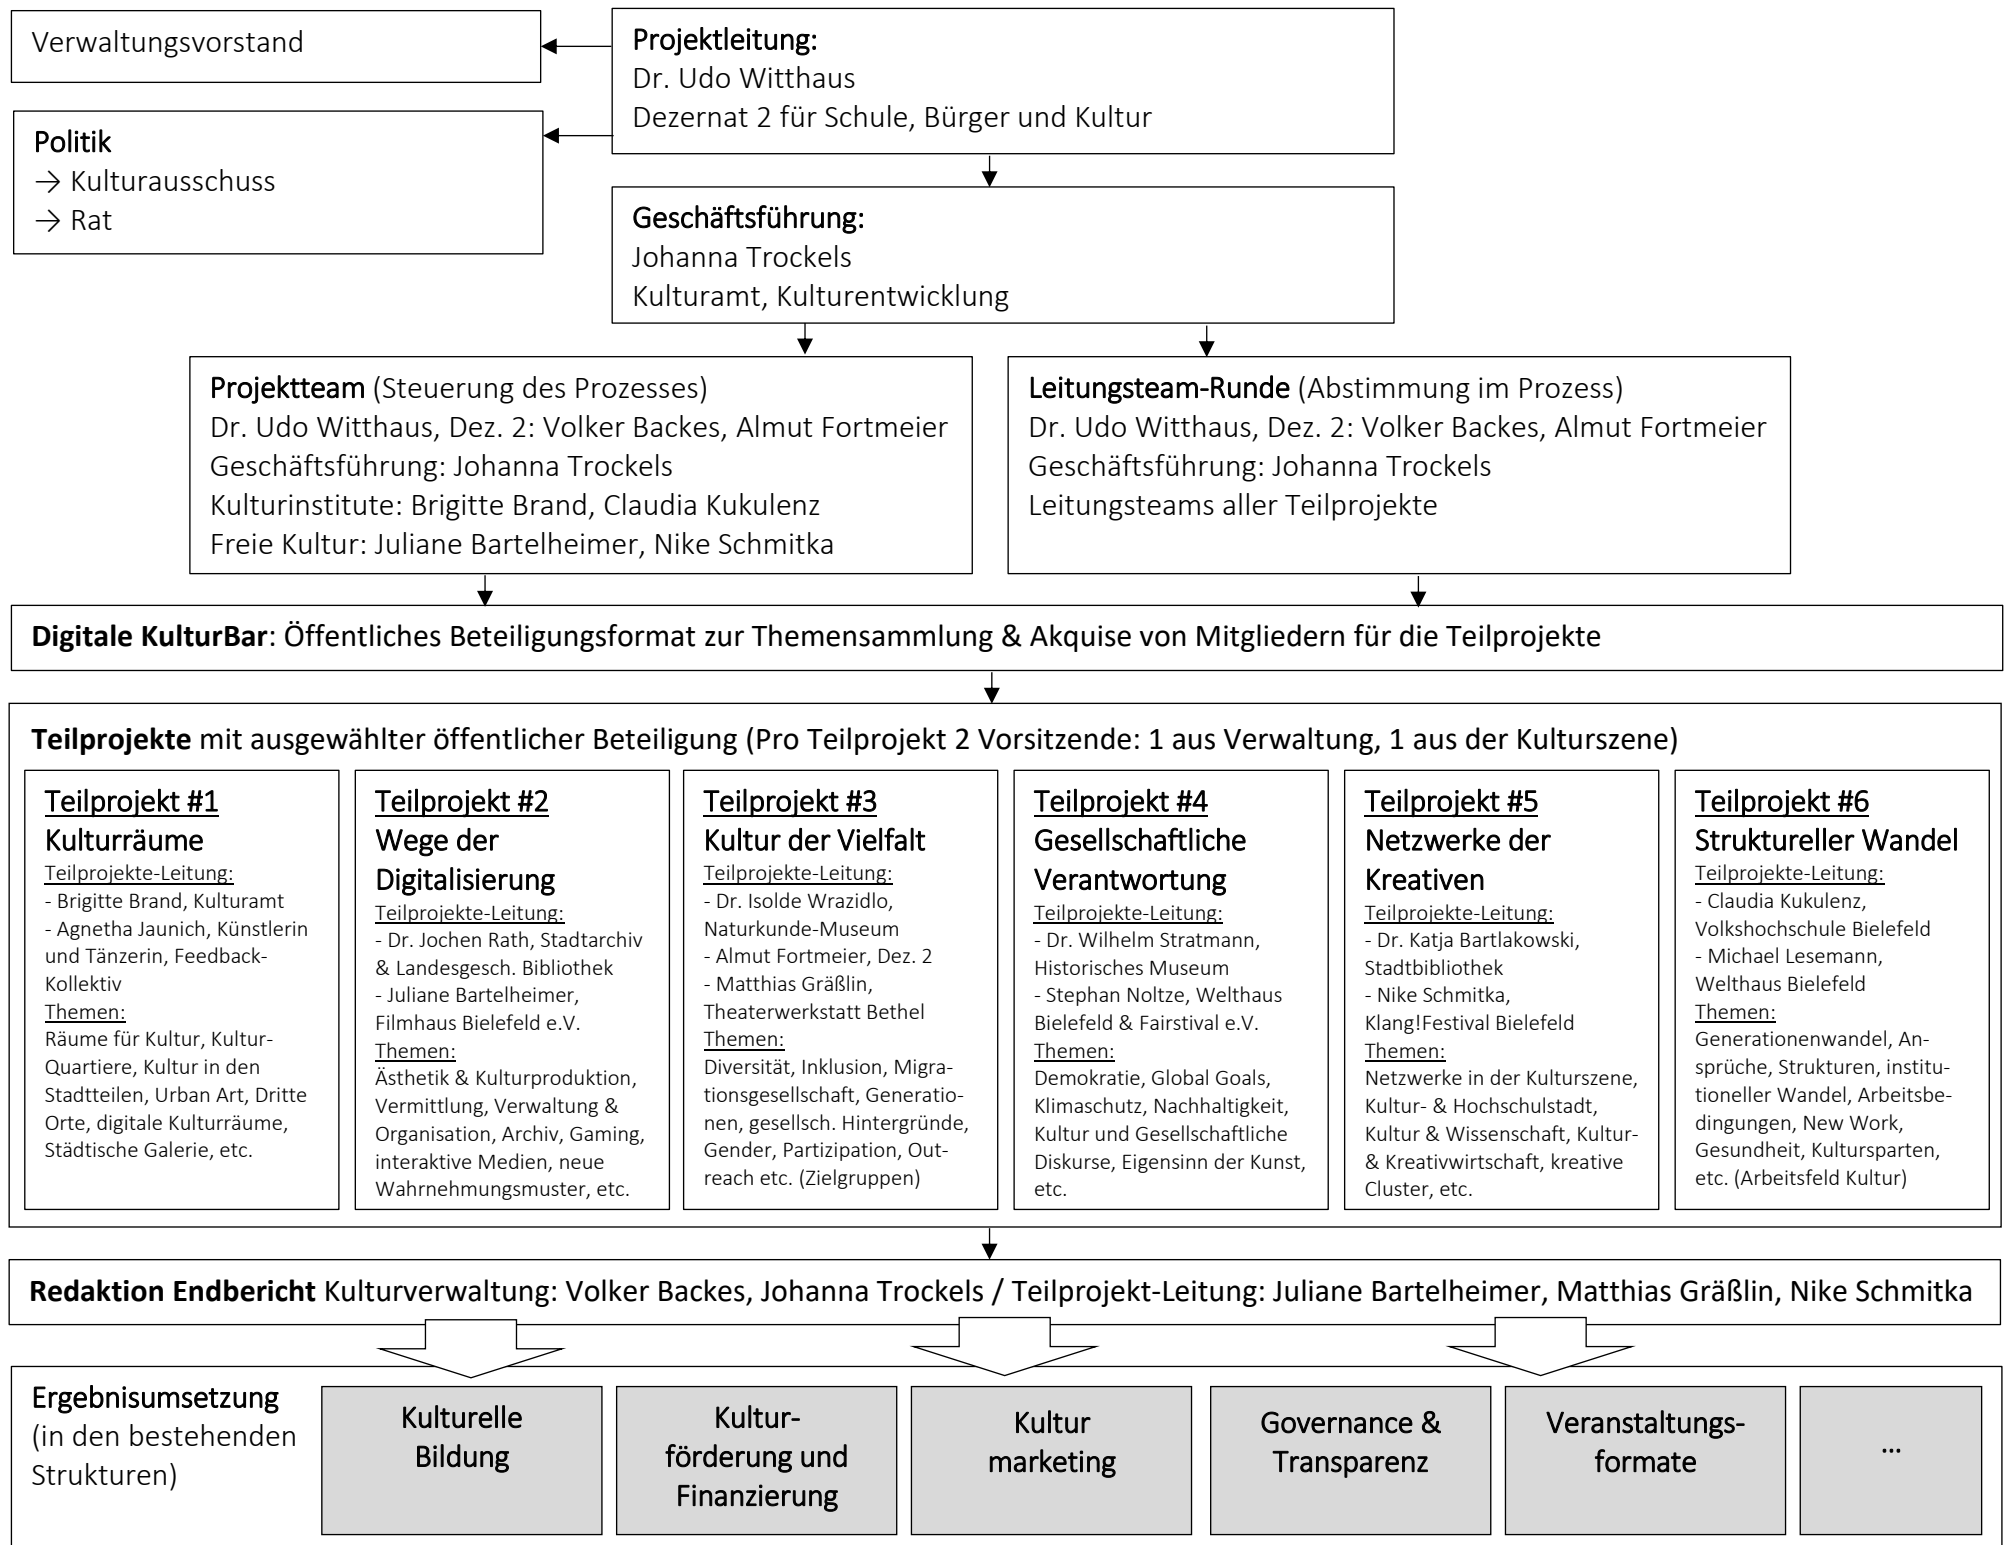 Verwaltungsvorstand
Projektleitung:
Dr. Udo Witthaus
Dezernat 2 für Schule, Bürger und Kultur
Politik
→ Kulturausschuss
→ Rat
Geschäftsführung:
Johanna Trockels
Kulturamt, Kulturentwicklung
Projektteam (Steuerung des Prozesses)
Dr. Udo Witthaus, Dez. 2: Volker Backes, Almut Fortmeier
Geschäftsführung: Johanna Trockels
Kulturinstitute: Brigitte Brand, Claudia Kukulenz
Freie Kultur: Juliane Bartelheimer, Nike Schmitka
Leitungsteam-Runde (Abstimmung im Prozess)
Dr. Udo Witthaus, Dez. 2: Volker Backes, Almut Fortmeier
Geschäftsführung: Johanna Trockels
Leitungsteams aller Teilprojekte
Digitale KulturBar: Öffentliches Beteiligungsformat zur Themensammlung & Akquise von Mitgliedern für die Teilprojekte
Teilprojekte mit ausgewählter öffentlicher Beteiligung (Pro Teilprojekt 2 Vorsitzende: 1 aus Verwaltung, 1 aus der Kulturszene)
Teilprojekt #1
Kulturräume
Teilprojekte-Leitung:
- Brigitte Brand, Kulturamt
- Agnetha Jaunich, Künstlerin
und Tänzerin, Feedback-
Kollektiv
Themen:
Räume für Kultur, Kultur-
Quartiere, Kultur in den
Stadtteilen, Urban Art, Dritte
Orte, digitale Kulturräume,
Städtische Galerie, etc.
Teilprojekt #2
Wege der
Digitalisierung
Teilprojekte-Leitung:
- Dr. Jochen Rath, Stadtarchiv
& Landesgesch. Bibliothek
- Juliane Bartelheimer,
Filmhaus Bielefeld e.V.
Themen:
Ästhetik & Kulturproduktion,
Vermittlung, Verwaltung &
Organisation, Archiv, Gaming,
interaktive Medien, neue
Wahrnehmungsmuster, etc.
Teilprojekt #3
Kultur der Vielfalt
Teilprojekte-Leitung:
- Dr. Isolde Wrazidlo,
Naturkunde-Museum
- Almut Fortmeier, Dez. 2
- Matthias Gräßlin,
Theaterwerkstatt Bethel
Themen:
Diversität, Inklusion, Migra-
tionsgesellschaft, Generatio-
nen, gesellsch. Hintergründe,
Gender, Partizipation, Out-
reach etc. (Zielgruppen)
Teilprojekt #4
Gesellschaftliche
Verantwortung
Teilprojekte-Leitung:
- Dr. Wilhelm Stratmann,
Historisches Museum
- Stephan Noltze, Welthaus
Bielefeld & Fairstival e.V.
Themen:
Demokratie, Global Goals,
Klimaschutz, Nachhaltigkeit,
Kultur und Gesellschaftliche
Diskurse, Eigensinn der Kunst,
etc.
Teilprojekt #5
Netzwerke der
Kreativen
Teilprojekte-Leitung:
- Dr. Katja Bartlakowski,
Stadtbibliothek
- Nike Schmitka,
Klang!Festival Bielefeld
Themen:
Netzwerke in der Kulturszene,
Kultur- & Hochschulstadt,
Kultur & Wissenschaft, Kultur-
& Kreativwirtschaft, kreative
Cluster, etc.
Teilprojekt #6
Struktureller Wandel
Teilprojekte-Leitung:
- Claudia Kukulenz,
Volkshochschule Bielefeld
- Michael Lesemann,
Welthaus Bielefeld
Themen:
Generationenwandel, An-
sprüche, Strukturen, institu-
tioneller Wandel, Arbeitsbe-
dingungen, New Work,
Gesundheit, Kultursparten,
etc. (Arbeitsfeld Kultur)
Redaktion Endbericht Kulturverwaltung: Volker Backes, Johanna Trockels / Teilprojekt-Leitung: Juliane Bartelheimer, Matthias Gräßlin, Nike Schmitka
Ergebnisumsetzung
(in den bestehenden
Strukturen)
Kulturelle
Bildung
Kultur-
förderung und
Finanzierung
Kultur
marketing
Governance &
Transparenz
Veranstaltungs-
formate
...